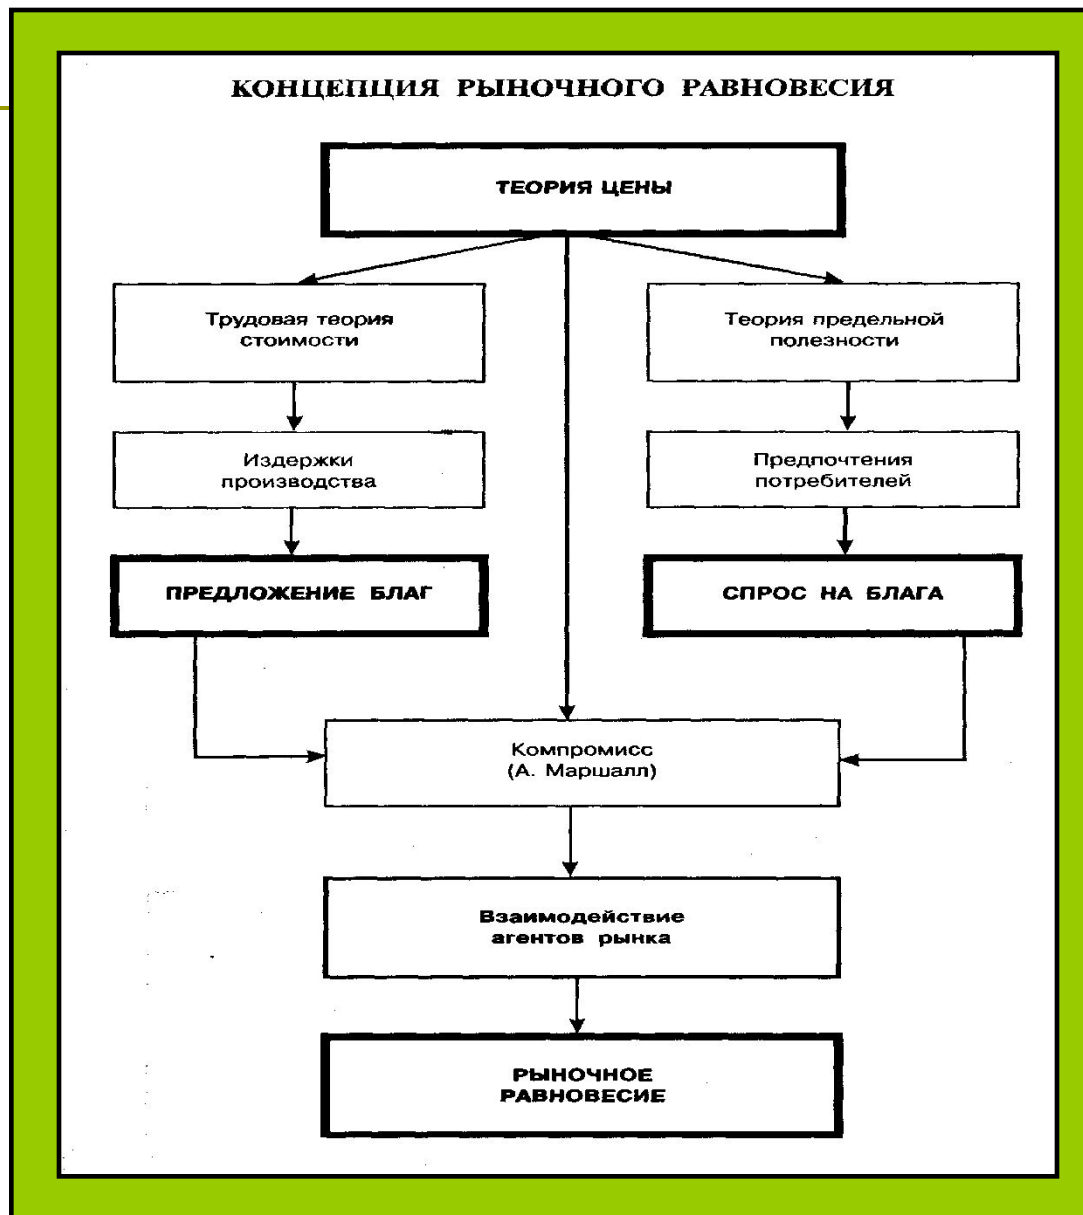 КОНЦЕПЦИЯ РЫНОЧНОГО РАВНОВЕСИЯ
ТЕОРИЯ ЦЕНЫ
Трудовая теория
стоимости
Теория предельной
полезности
Издержки
производства
Предпочтения
потребителей
ПРЕДЛОЖЕНИЕ БЛАГ
СПРОС НА БЛАГА
Компромисс
(А. Маршалл)
Взаимодействие
агентов рынка
РЫНОЧНОЕ
РАВНОВЕСИЕ